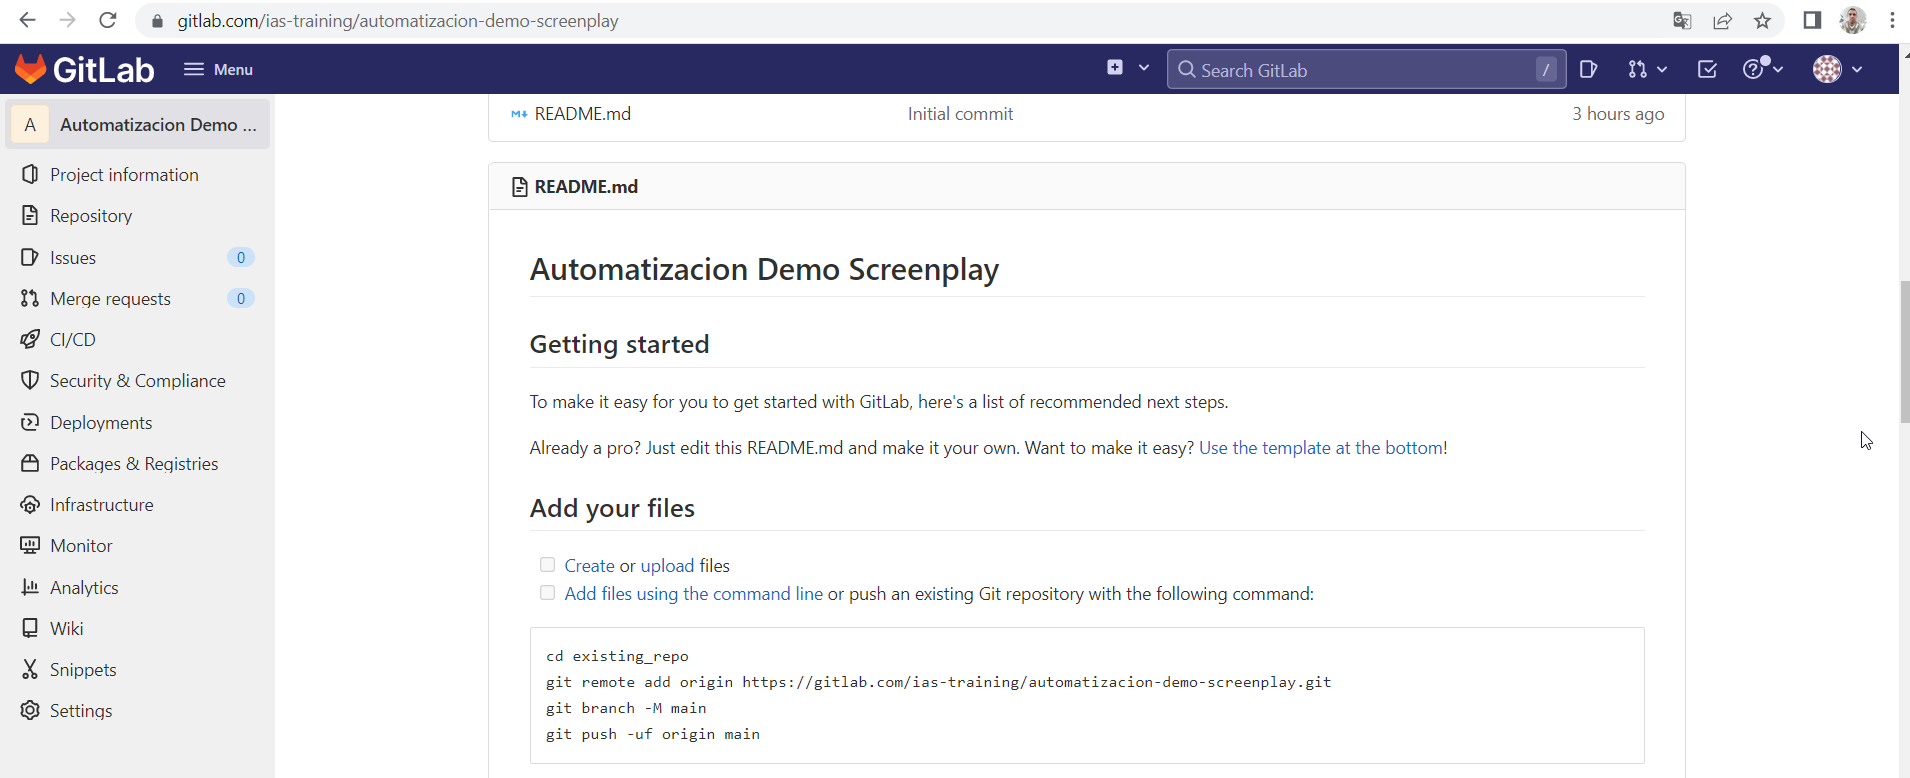 gitlab.com/ias-training/automatizacion-demo-screenplay
GitLab
Menu
Search GitLab
/
A
Automatizacion Demo ...
Project information
Repository
Issues
0
Merge requests
0
CI/CD
Security & Compliance
Deployments
Packages & Registries
Infrastructure
Monitor
Analytics
Wiki
Snippets
Settings
README.md
Initial commit
3 hours ago
README.md
Automatizacion Demo Screenplay
Getting started
To make it easy for you to get started with GitLab, here's a list of recommended next steps.
Already a pro? Just edit this README.md and make it your own. Want to make it easy? Use the template at the bottom!
Add your files
Create or upload files
Add files using the command line or push an existing Git repository with the following command:
cd existing_repo
git remote add origin https://gitlab.com/ias-training/automatizacion-demo-screenplay.git
git branch -M main
git push -uf origin main